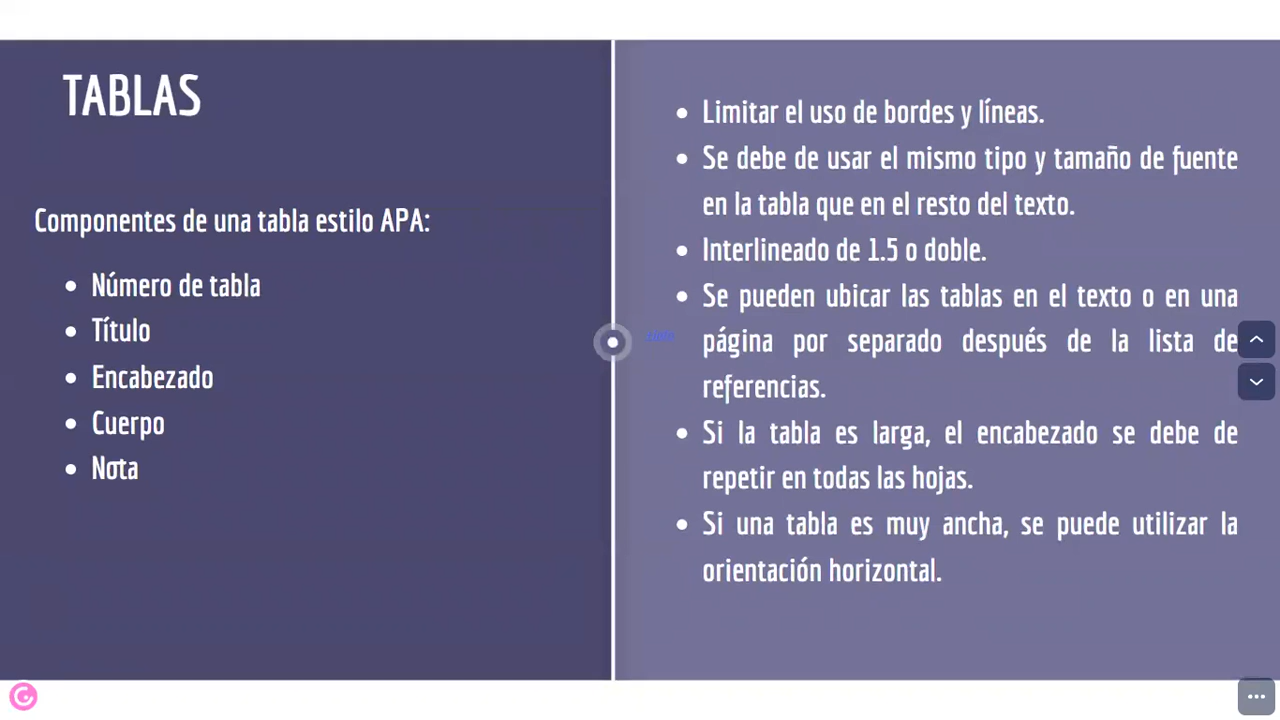 TABLAS
Componentes de una tabla estilo APA:
• Número de tabla
• Título
• Encabezado
• Cuerpo
• Nota
• Limitar el uso de bordes y líneas.
• Se debe de usar el mismo tipo y tamaño de fuente
en la tabla que en el resto del texto.
• Interlineado de 1.5 o doble.
• Se pueden ubicar las tablas en el texto o en una
página por separado después de la lista de
referencias.
• Si la tabla es larga, el encabezado se debe de
repetir en todas las hojas.
• Si una tabla es muy ancha, se puede utilizar la
orientación horizontal.